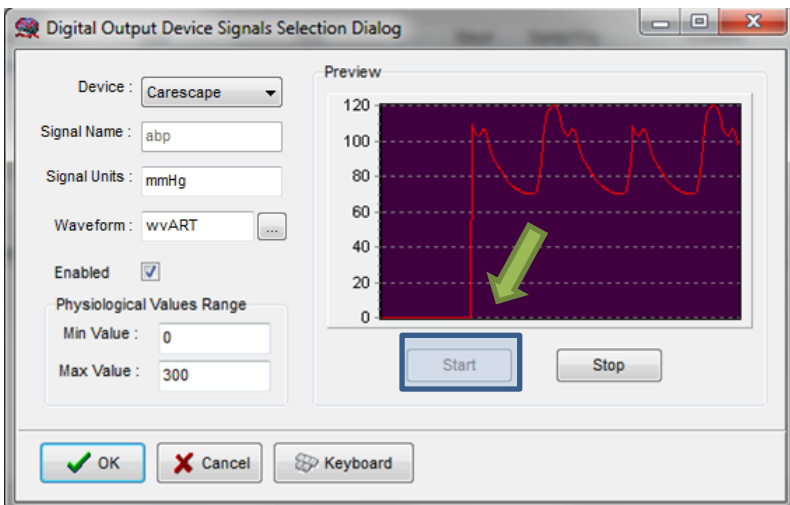 Digital Output Device Signals Selection Dialog
Device : Carescape
Signal Name : abp
Signal Units : mmHg
Waveform : wvART ...
Enabled
Physiological Values Range
Min Value : 0
Max Value : 300
Preview
120
100
80
60
40
20
0
Start Stop
OK Cancel Keyboard